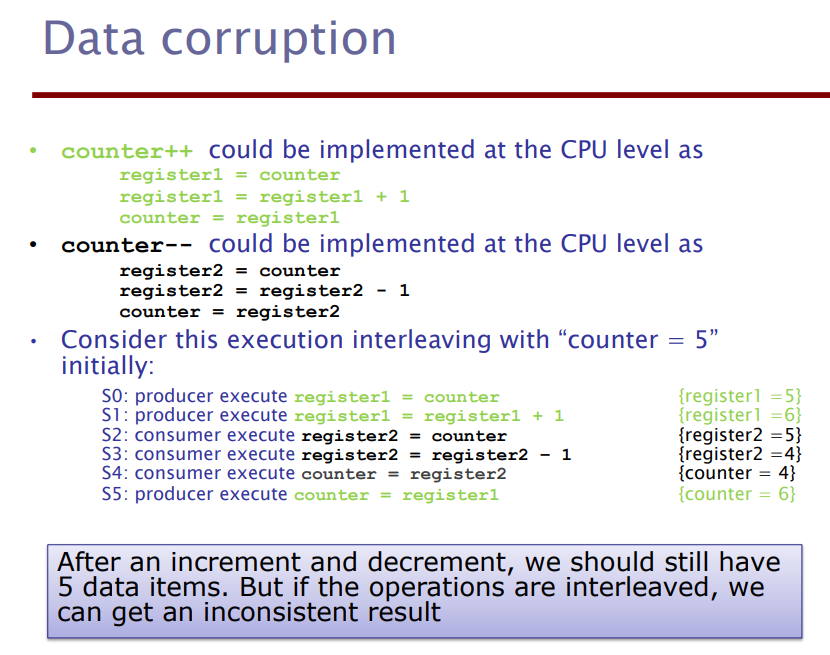 Data corruption
• counter++ could be implemented at the CPU level as
register1 = counter
register1 = register1 + 1
counter = register1
• counter-- could be implemented at the CPU level as
register2 = counter
register2 = register2 - 1
counter = register2
• Consider this execution interleaving with “counter = 5”
initially:
S0: producer execute register1 = counter {register1 =5}
S1: producer execute register1 = register1 + 1 {register1 =6}
S2: consumer execute register2 = counter {register2 =5}
S3: consumer execute register2 = register2 - 1 {register2 =4}
S4: consumer execute counter = register2 {counter = 4}
S5: producer execute counter = register1 {counter = 6}
After an increment and decrement, we should still have
5 data items. But if the operations are interleaved, we
can get an inconsistent result